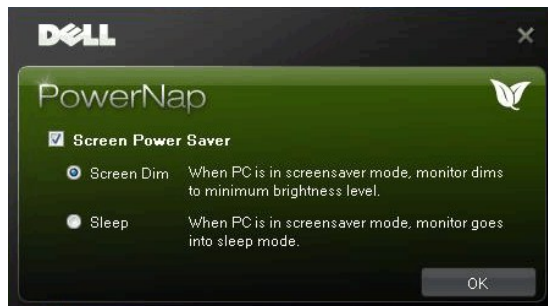 DELL
PowerNap
Screen Power Saver
Screen Dim When PC is in screensaver mode, monitor dims
to minimum brightness level.
Sleep When PC is in screensaver mode, monitor goes
into sleep mode.
OK